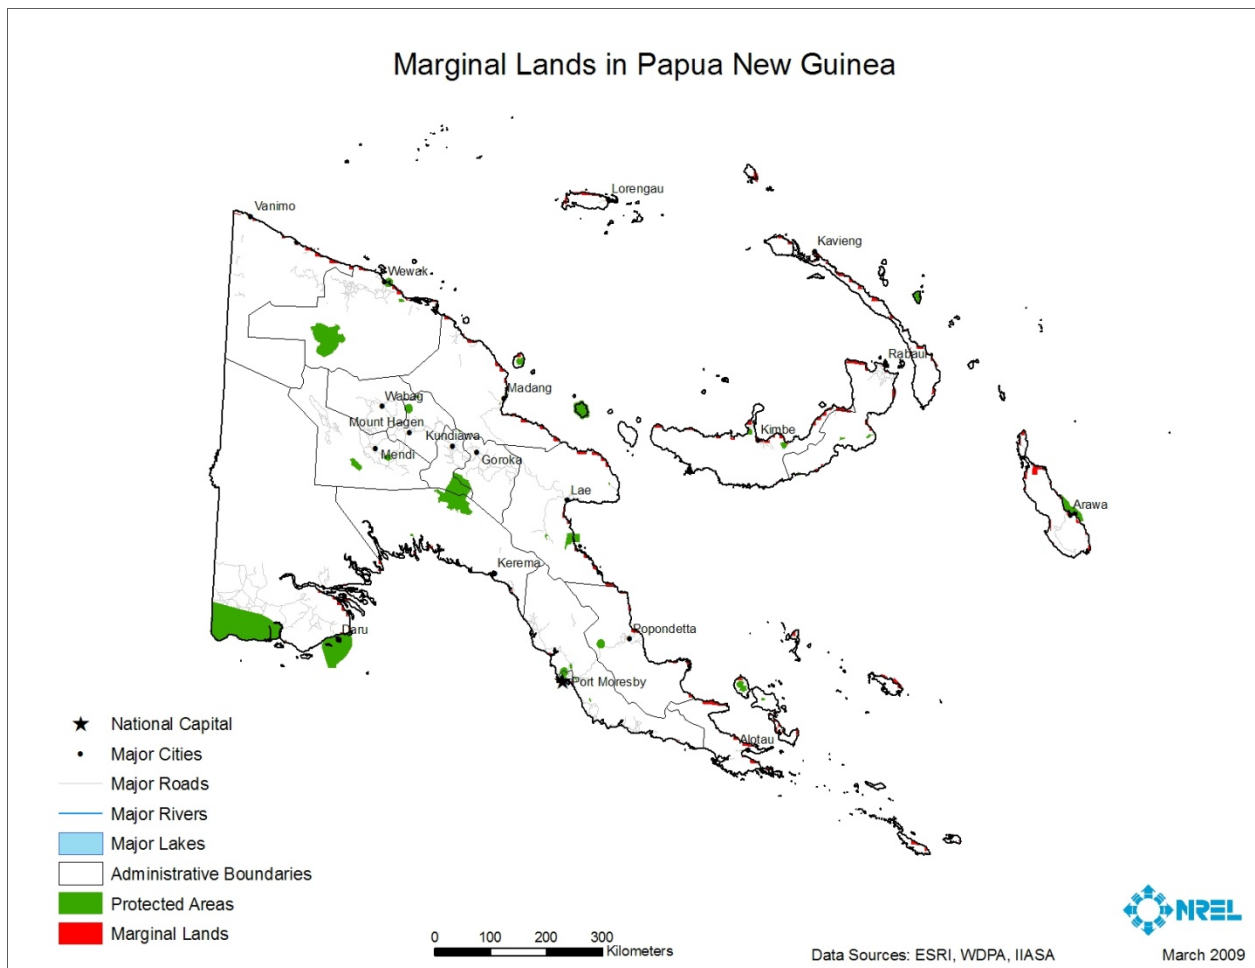 Marginal Lands in Papua New Guinea
Lorengau
Vanimo
Kavieng
Wewak
Rabaul
Madang
Wabag
Mount Hagen
Kundiawa
Kimbe
Mendi
Goroka
Lae
Arawa
Kerema
Daru
Popondetta
Port Moresby
Alotau
National Capital
Major Cities
Major Roads
Major Rivers
Major Lakes
Administrative Boundaries
Protected Areas
Marginal Lands
0 100 200 300
Kilometers
NREL
Data Sources: ESRI, WDPA, IIASA
March 2009